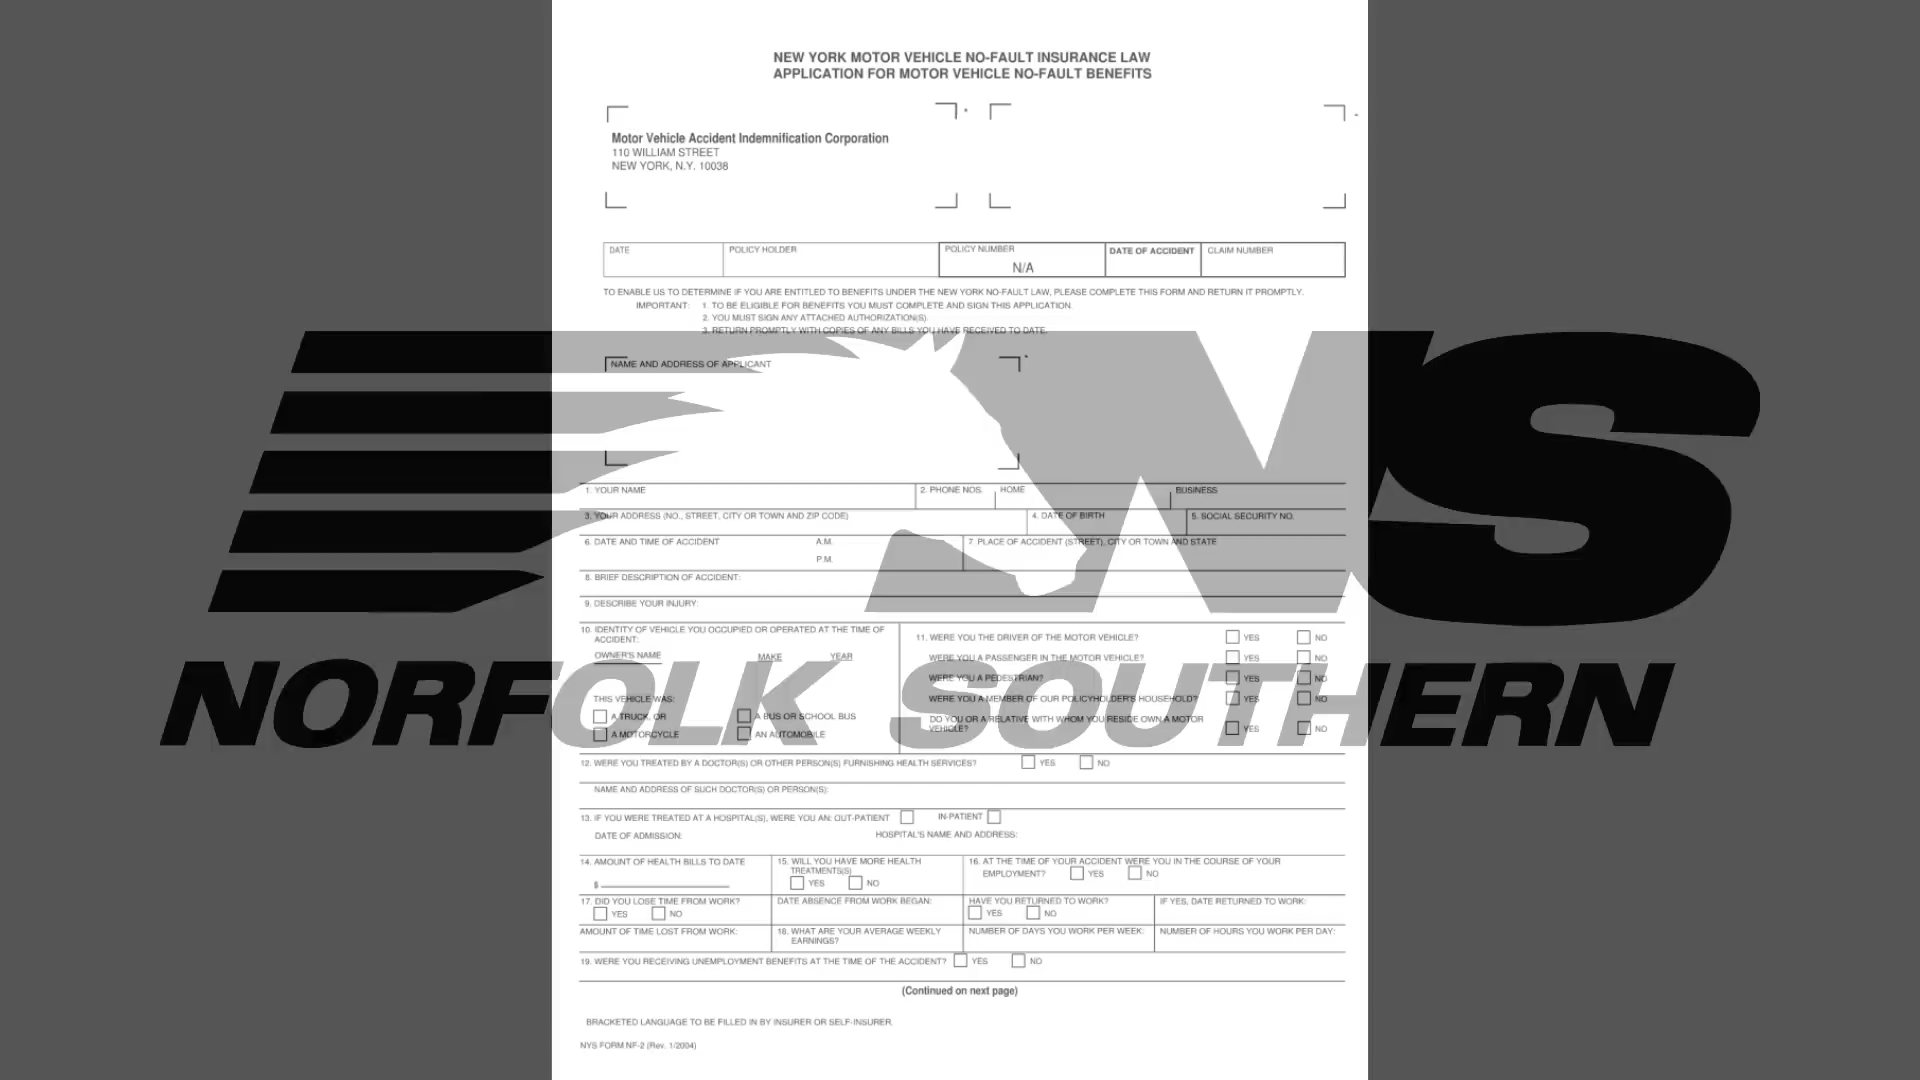 NEW YORK MOTOR VEHICLE NO-FAULT INSURANCE LAW
APPLICATION FOR MOTOR VEHICLE NO-FAULT BENEFITS
Motor Vehicle Accident Indemnification Corporation
110 WILLIAM STREET
NEW YORK, N.Y. 10038
DATE POLICY HOLDER POLICY NUMBER DATE OF ACCIDENT CLAIM NUMBER
N/A
TO ENABLE US TO DETERMINE IF YOU ARE ENTITLED TO BENEFITS UNDER THE NEW YORK NO-FAULT LAW, PLEASE COMPLETE THIS FORM AND RETURN IT PROMPTLY.
IMPORTANT: 1. TO BE ELIGIBLE FOR BENEFITS YOU MUST COMPLETE AND SIGN THIS APPLICATION.
2. YOU MUST SIGN ANY ATTACHED AUTHORIZATION(S).
3. RETURN PROMPTLY WITH COPIES OF ANY BILLS YOU HAVE RECEIVED TO DATE.
NS
NAME AND ADDRESS OF APPLICANT
1. YOUR NAME 2. PHONE NOS. HOME BUSINESS
3. YOUR ADDRESS (NO., STREET, CITY OR TOWN AND ZIP CODE) 4. DATE OF BIRTH 5. SOCIAL SECURITY NO.
6. DATE AND TIME OF ACCIDENT A.M. 7. PLACE OF ACCIDENT (STREET), CITY OR TOWN AND STATE
P.M.
8. BRIEF DESCRIPTION OF ACCIDENT:
9. DESCRIBE YOUR INJURY:
10. IDENTITY OF VEHICLE YOU OCCUPIED OR OPERATED AT THE TIME OF
ACCIDENT:
OWNER'S NAME MAKE YEAR
THIS VEHICLE WAS:
A TRUCK, OR A BUS OR SCHOOL BUS
A MOTORCYCLE AN AUTOMOBILE
11. WERE YOU THE DRIVER OF THE MOTOR VEHICLE? YES NO
WERE YOU A PASSENGER IN THE MOTOR VEHICLE? YES NO
WERE YOU A PEDESTRIAN? YES NO
WERE YOU A MEMBER OF OUR POLICYHOLDER'S HOUSEHOLD? YES NO
DO YOU OR A RELATIVE WITH WHOM YOU RESIDE OWN A MOTOR
VEHICLE? YES NO
NORFOLK SOUTHERN
12. WERE YOU TREATED BY A DOCTOR(S) OR OTHER PERSON(S) FURNISHING HEALTH SERVICES? YES NO
NAME AND ADDRESS OF SUCH DOCTOR(S) OR PERSON(S):
13. IF YOU WERE TREATED AT A HOSPITAL(S), WERE YOU AN: OUT-PATIENT IN-PATIENT
DATE OF ADMISSION: HOSPITAL'S NAME AND ADDRESS:
14. AMOUNT OF HEALTH BILLS TO DATE
$
15. WILL YOU HAVE MORE HEALTH
TREATMENTS(S)
YES NO
16. AT THE TIME OF YOUR ACCIDENT WERE YOU IN THE COURSE OF YOUR
EMPLOYMENT? YES NO
17. DID YOU LOSE TIME FROM WORK? DATE ABSENCE FROM WORK BEGAN: HAVE YOU RETURNED TO WORK? IF YES, DATE RETURNED TO WORK:
YES NO YES NO
AMOUNT OF TIME LOST FROM WORK: 18. WHAT ARE YOUR AVERAGE WEEKLY NUMBER OF DAYS YOU WORK PER WEEK: NUMBER OF HOURS YOU WORK PER DAY:
EARNINGS?
19. WERE YOU RECEIVING UNEMPLOYMENT BENEFITS AT THE TIME OF THE ACCIDENT? YES NO
(Continued on next page)
BRACKETED LANGUAGE TO BE FILLED IN BY INSURER OR SELF-INSURER.
NYS FORM NF-2 (Rev. 1/2004)